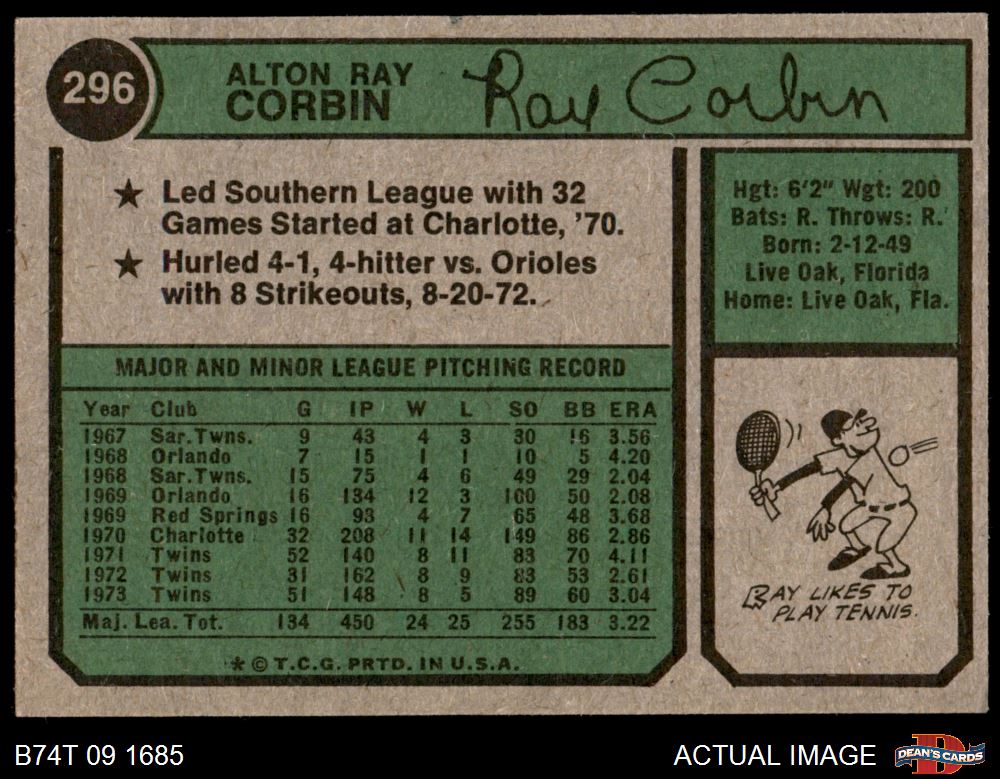 296
ALTON RAY
CORBIN
Ray Corbin
★ Led Southern League with 32
Games Started at Charlotte, '70.
★ Hurled 4-1, 4-hitter vs. Orioles
with 8 Strikeouts, 8-20-72.
Hgt: 6'2" Wgt: 200
Bats: R. Throws: R.
Born: 2-12-49
Live Oak, Florida
Home: Live Oak, Fla.
MAJOR AND MINOR LEAGUE PITCHING RECORD
Year Club G IP W L SO BB ERA
1967 Sar. Twns. 9 43 4 3 30 16 3.56
1968 Orlando 7 15 1 1 10 5 4.20
1968 Sar. Twns. 15 75 4 6 49 29 2.04
1969 Orlando 16 134 12 3 100 50 2.08
1969 Red Springs 16 93 4 7 65 48 3.68
1970 Charlotte 32 208 11 14 149 86 2.86
1971 Twins 52 140 8 11 83 70 4.11
1972 Twins 31 162 8 9 83 53 2.61
1973 Twins 51 148 8 5 89 60 3.04
Maj. Lea. Tot. 134 450 24 25 255 183 3.22
* © T.C.G. PRTD. IN U.S.A.
RAY LIKES TO
PLAY TENNIS.
B74T 09 1685
ACTUAL IMAGE
DEAN'S CARDS